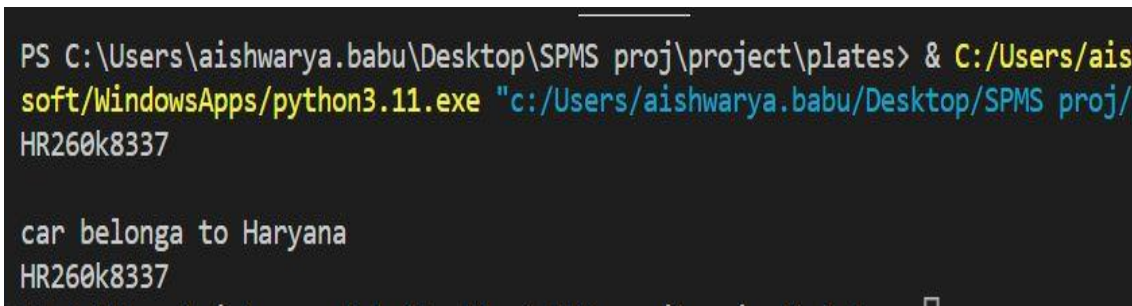 PS C:\Users\aishwarya.babu\Desktop\SPMS proj\project\plates> & C:/Users/ais
soft/WindowsApps/python3.11.exe "c:/Users/aishwarya.babu/Desktop/SPMS proj/
HR260k8337
car belonga to Haryana
HR260k8337